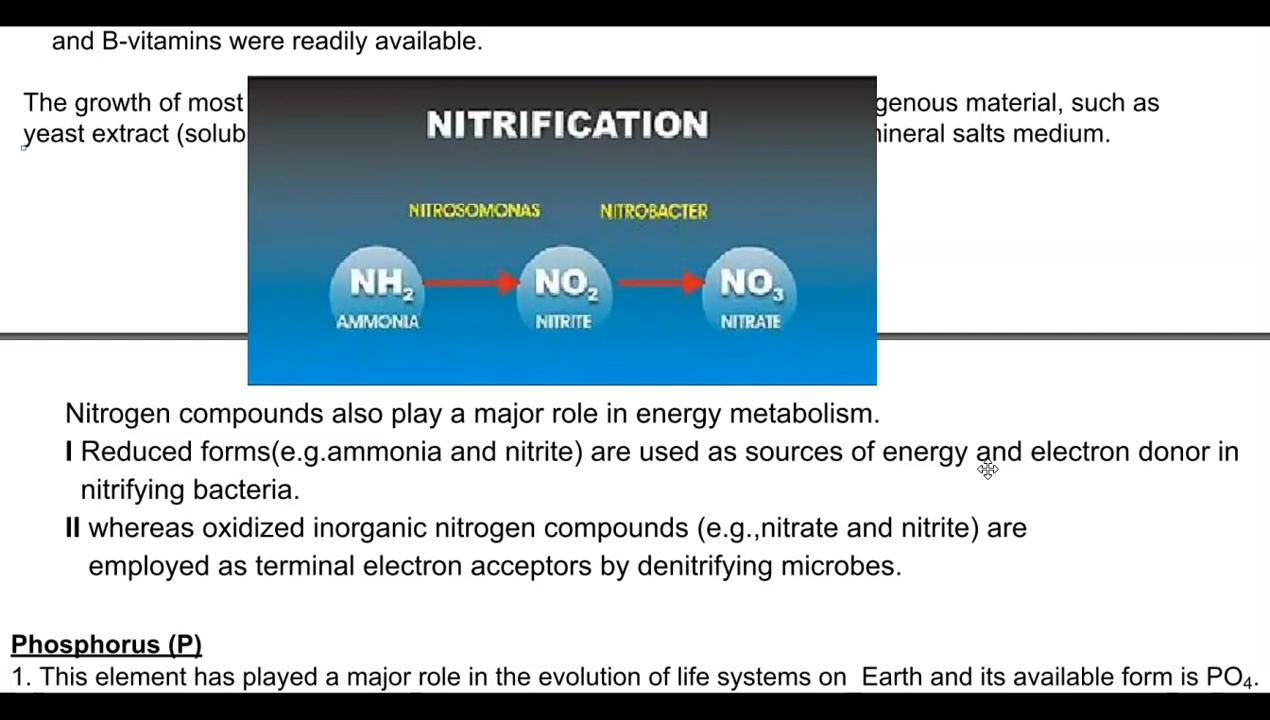 and B-vitamins were readily available.
The growth of most
genous material, such as
yeast extract (solub
ineral salts medium.
NITRIFICATION
NITROSOMONAS NITROBACTER
NH₂ NO₂ NO₃
AMMONIA NITRITE NITRATE
Nitrogen compounds also play a major role in energy metabolism.
I Reduced forms(e.g.ammonia and nitrite) are used as sources of energy and electron donor in
nitrifying bacteria.
II whereas oxidized inorganic nitrogen compounds (e.g.,nitrate and nitrite) are
employed as terminal electron acceptors by denitrifying microbes.
Phosphorus (P)
1. This element has played a major role in the evolution of life systems on Earth and its available form is PO₄.